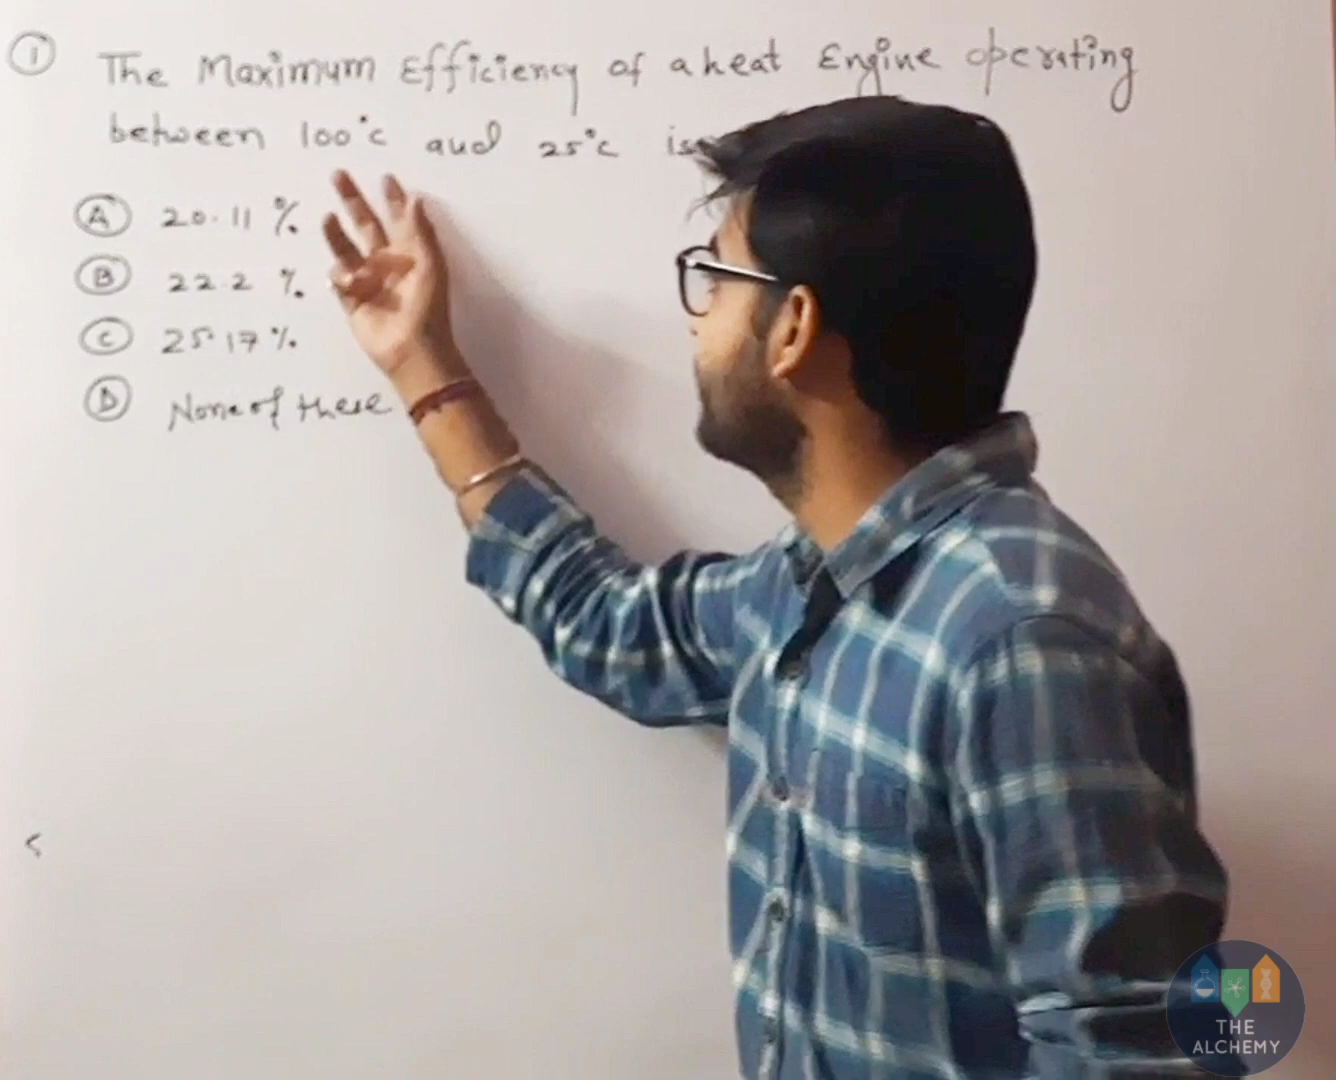 ① The Maximum Efficiency of a heat Engine operating
between 100°c and 25°c is
Ⓐ 20.11 %
Ⓑ 22.2 %
Ⓒ 25.17 %
Ⓓ None of these
THE
ALCHEMY